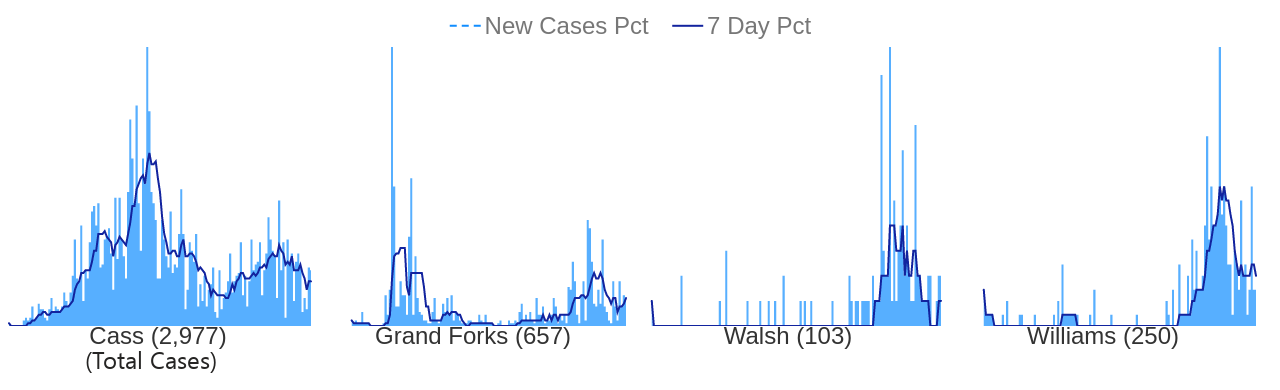 New Cases Pct 7 Day Pct
Cass (2,977) Grand Forks (657) Walsh (103) Williams (250)
(Total Cases)